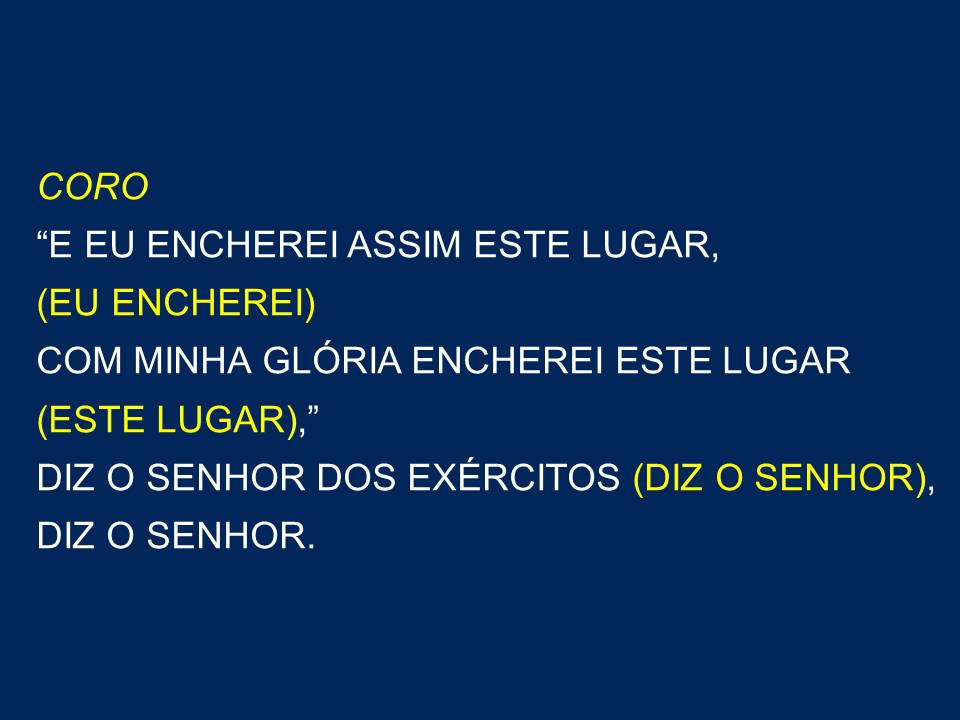 CORO
“E EU ENCHEREI ASSIM ESTE LUGAR,
(EU ENCHEREI)
COM MINHA GLÓRIA ENCHEREI ESTE LUGAR
(ESTE LUGAR),”
DIZ O SENHOR DOS EXÉRCITOS (DIZ O SENHOR),
DIZ O SENHOR.